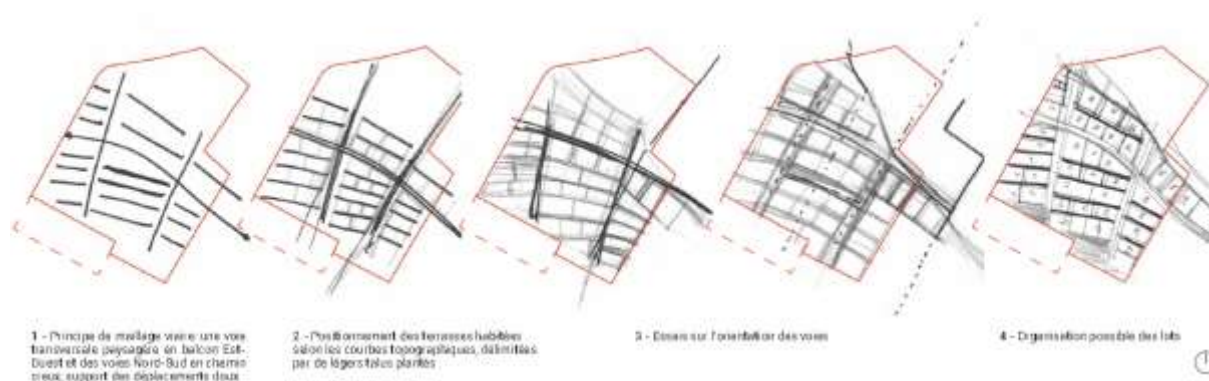 1 - Principe de maillage viaire: une voie
transversale paysagère en balcon Est-
Ouest et des voies Nord-Sud en chemin
creux, support des déplacements doux
2 - Positionnement des terrasses habitées
selon les courbes topographiques, délimitées
par de légers talus plantés
3 - Essais sur l'orientation des voies
4 - Organisation possible des lots